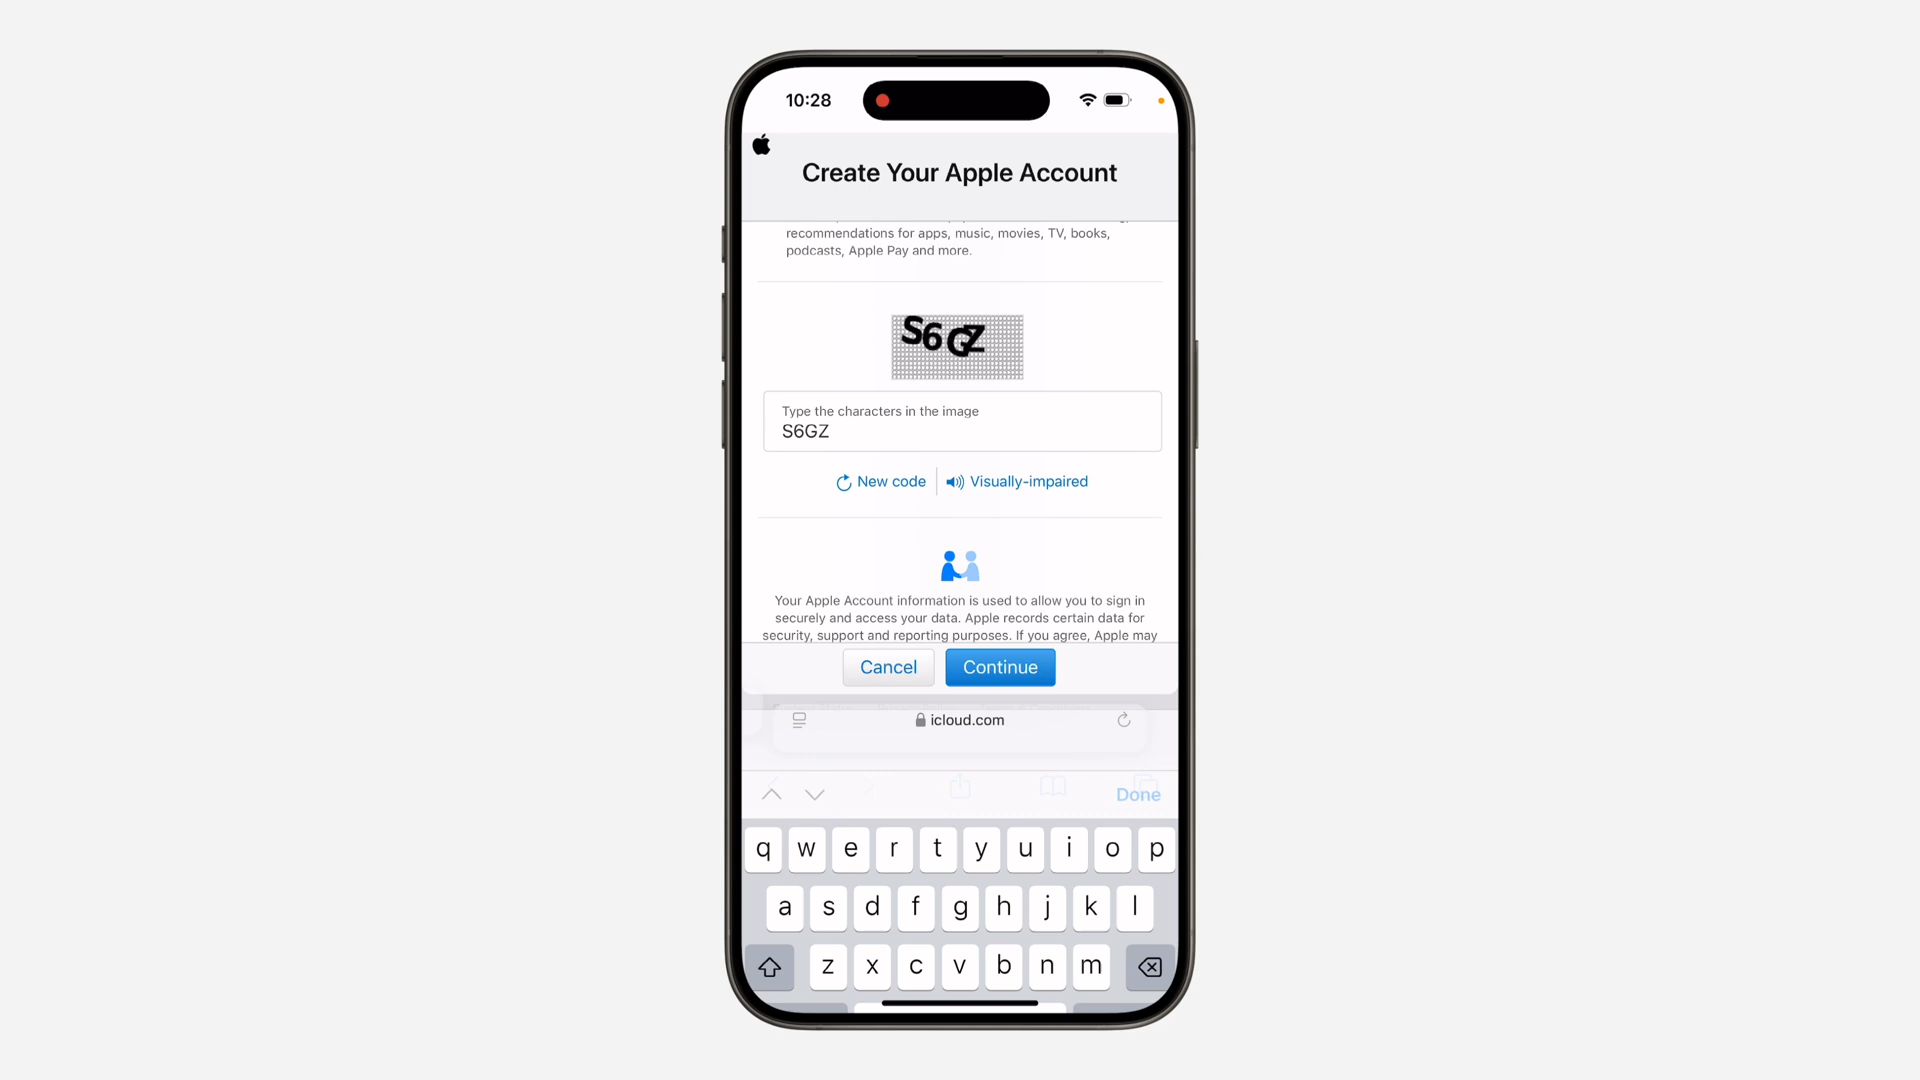 10:28
Create Your Apple Account
recommendations for apps, music, movies, TV, books,
podcasts, Apple Pay and more.
S6GZ
Type the characters in the image
S6GZ
New code
Visually-impaired
Your Apple Account information is used to allow you to sign in
securely and access your data. Apple records certain data for
security, support and reporting purposes. If you agree, Apple may
Cancel
Continue
icloud.com
Done
q w e r t y u i o p
a s d f g h j k l
z x c v b n m